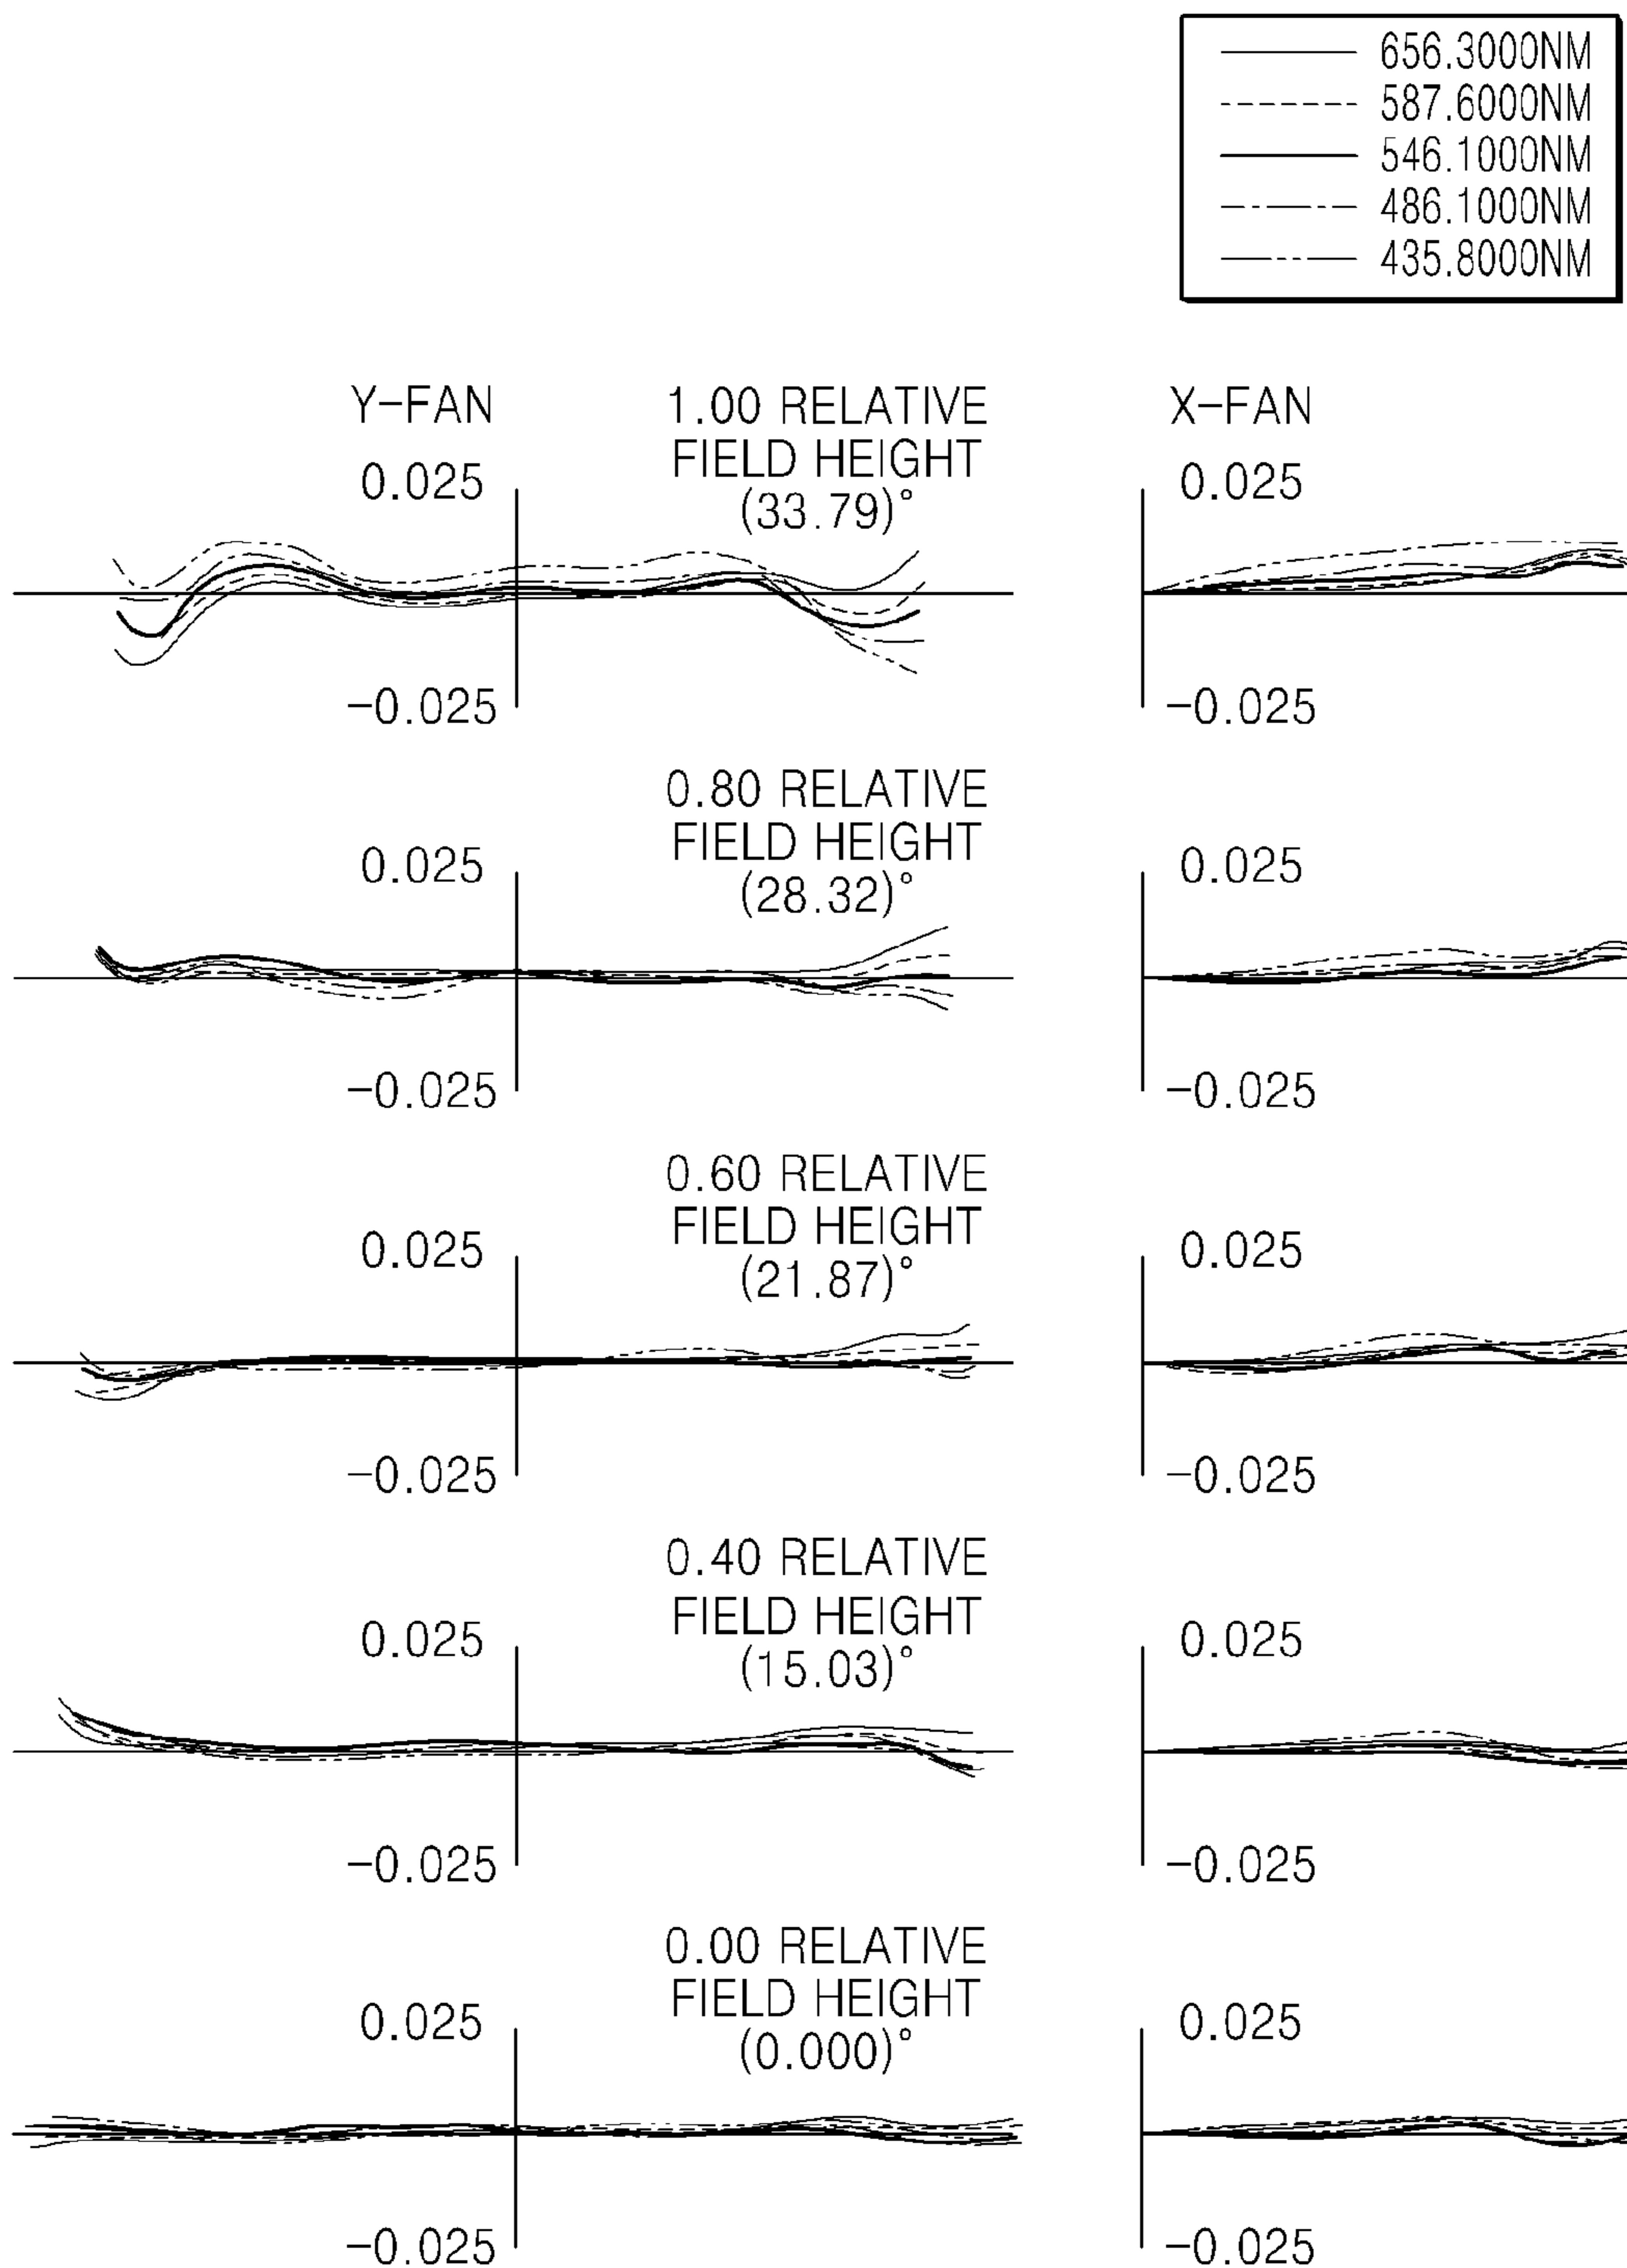 656.3000NM
587.6000NM
546.1000NM
486.1000NM
435.8000NM
Y-FAN
1.00 RELATIVE
FIELD HEIGHT
(33.79)°
X-FAN
0.025
0.025
-0.025
-0.025
0.80 RELATIVE
FIELD HEIGHT
(28.32)°
0.025
0.025
-0.025
-0.025
0.60 RELATIVE
FIELD HEIGHT
(21.87)°
0.025
0.025
-0.025
-0.025
0.40 RELATIVE
FIELD HEIGHT
(15.03)°
0.025
0.025
-0.025
-0.025
0.00 RELATIVE
FIELD HEIGHT
(0.000)°
0.025
0.025
-0.025
-0.025